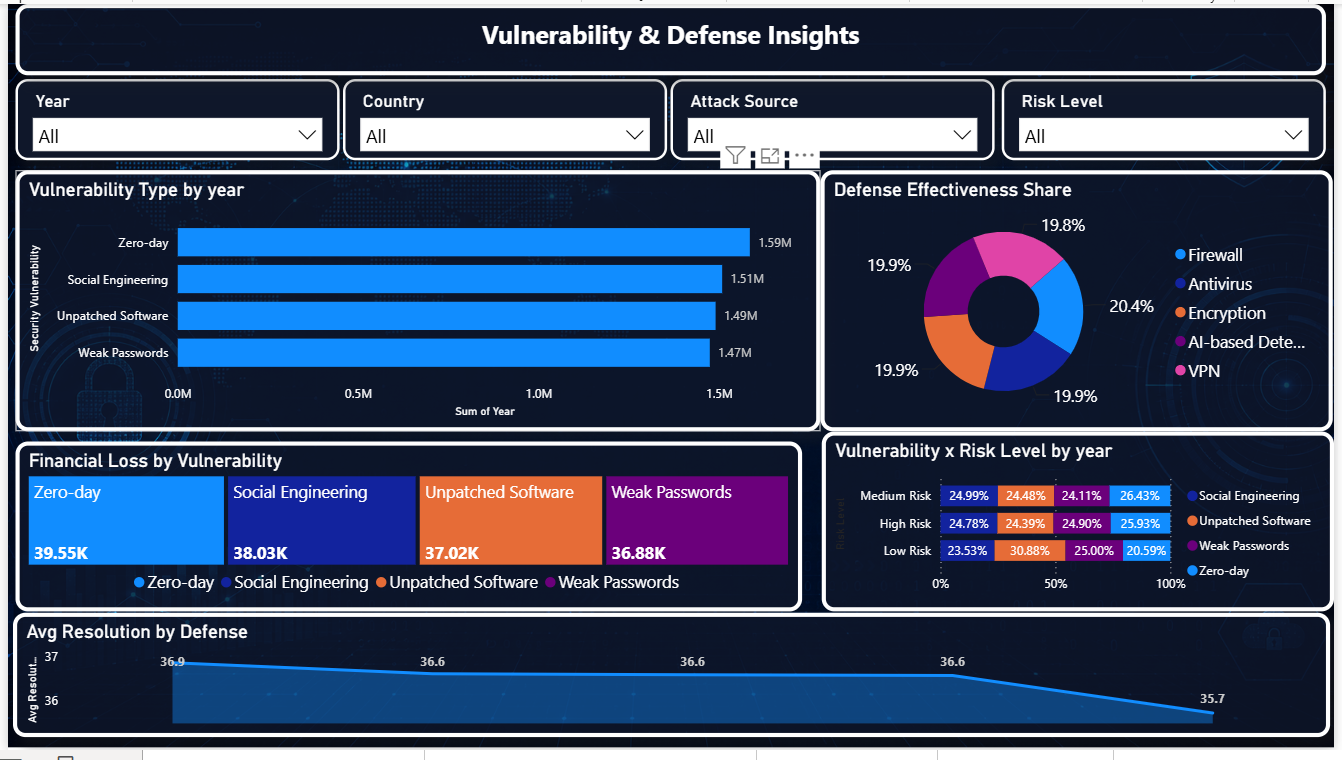 Vulnerability & Defense Insights
Year
All
Country
All
Attack Source
All
Risk Level
All
Vulnerability Type by year
Security Vulnerability
Zero-day
1.59M
Social Engineering
1.51M
Unpatched Software
1.49M
Weak Passwords
1.47M
0.0M 0.5M 1.0M 1.5M
Sum of Year
Defense Effectiveness Share
19.8%
19.9%
20.4%
19.9%
19.9%
Firewall
Antivirus
Encryption
AI-based Dete...
VPN
Financial Loss by Vulnerability
Zero-day
39.55K
Social Engineering
38.03K
Unpatched Software
37.02K
Weak Passwords
36.88K
Zero-day Social Engineering Unpatched Software Weak Passwords
Vulnerability x Risk Level by year
Risk Level
Medium Risk 24.99% 24.48% 24.11% 26.43%
High Risk 24.78% 24.39% 24.90% 25.93%
Low Risk 23.53% 30.88% 25.00% 20.59%
0% 50% 100%
Social Engineering
Unpatched Software
Weak Passwords
Zero-day
Avg Resolution by Defense
Avg Resolut...
37
36
36.9 36.6 36.6 36.6 35.7